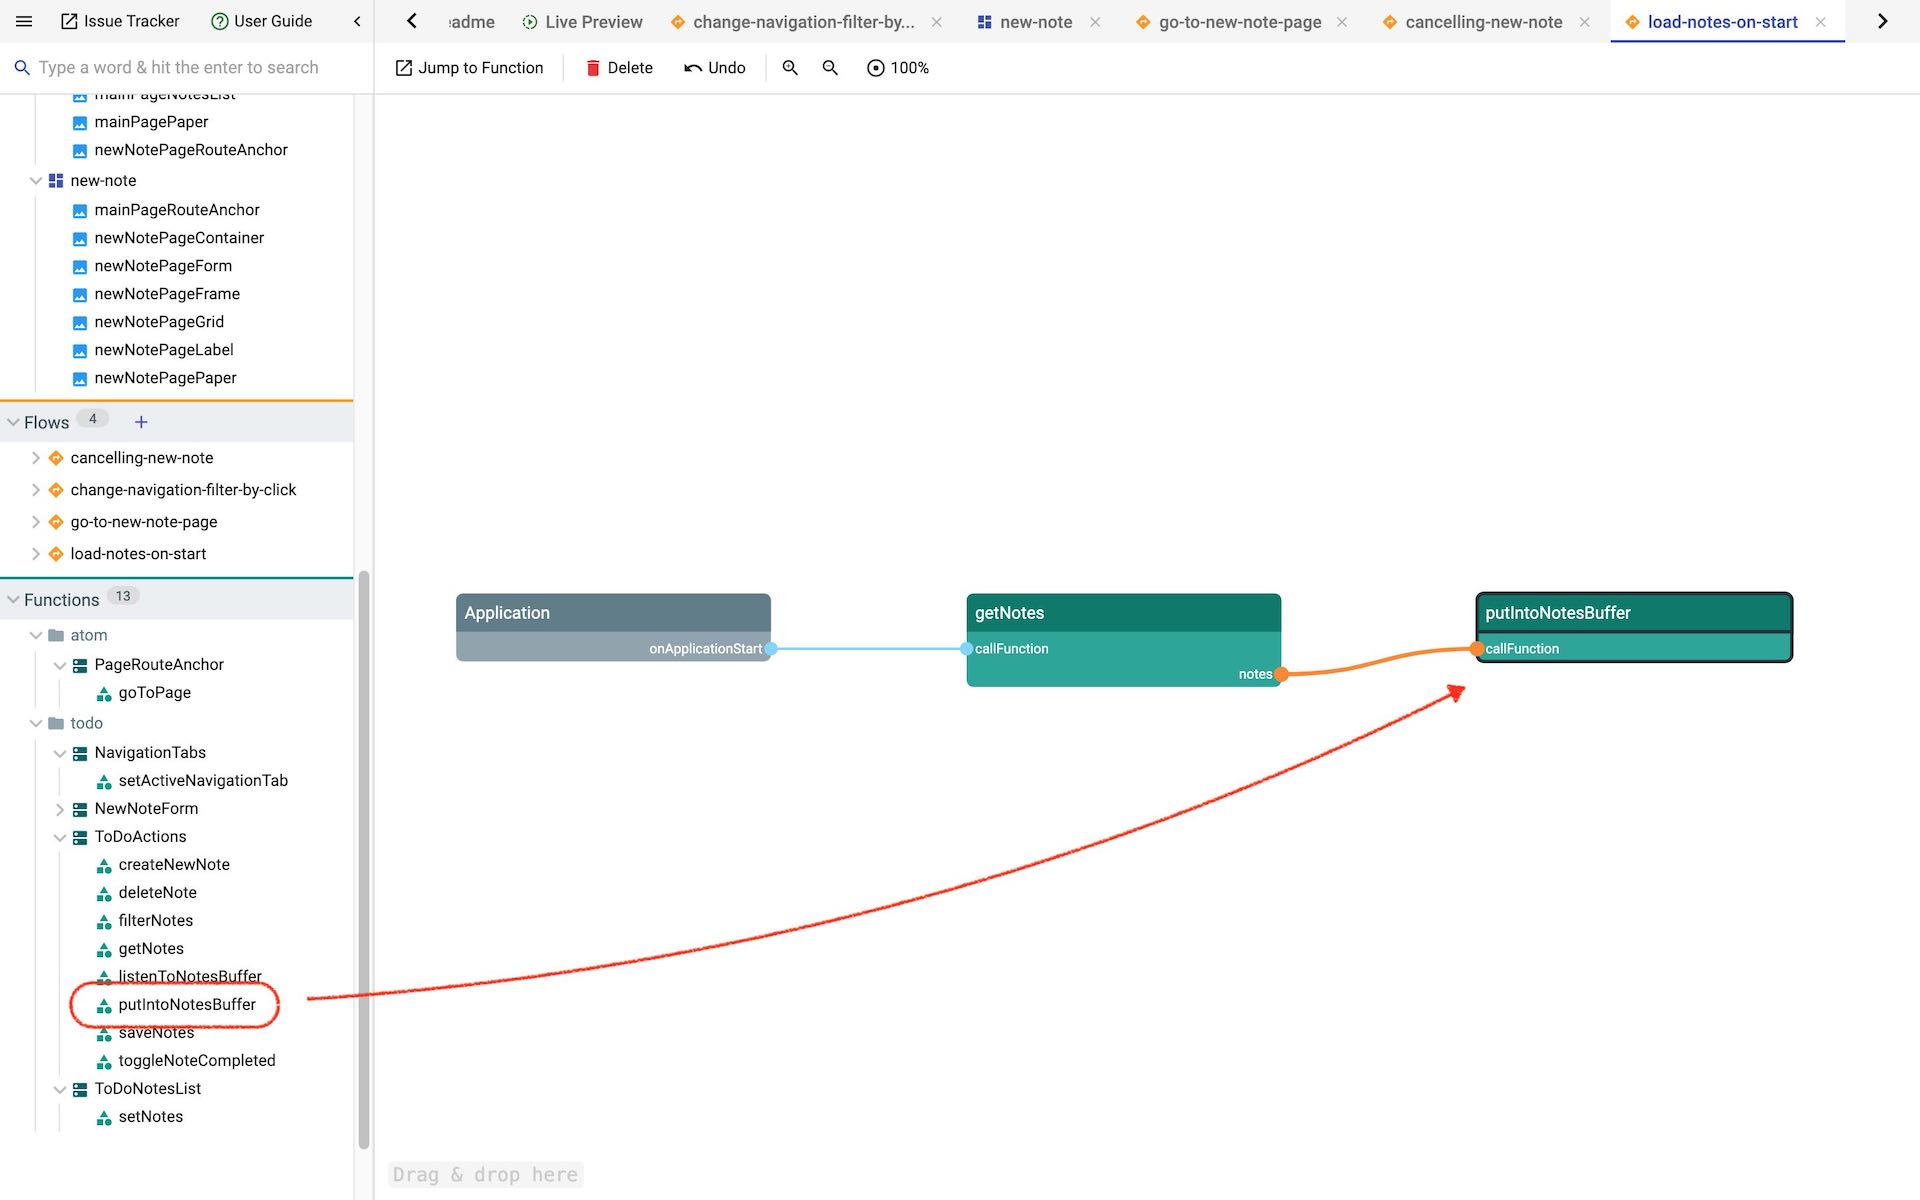 Issue Tracker
User Guide
adme
Live Preview
change-navigation-filter-by...
new-note
go-to-new-note-page
cancelling-new-note
load-notes-on-start
Type a word & hit the enter to search
Jump to Function
Delete
Undo
100%
mainPageNotesList
mainPagePaper
newNotePageRouteAnchor
new-note
mainPageRouteAnchor
newNotePageContainer
newNotePageForm
newNotePageFrame
newNotePageGrid
newNotePageLabel
newNotePagePaper
Flows 4 +
cancelling-new-note
change-navigation-filter-by-click
go-to-new-note-page
load-notes-on-start
Functions 13
atom
PageRouteAnchor
goToPage
todo
NavigationTabs
setActiveNavigationTab
NewNoteForm
ToDoActions
createNewNote
deleteNote
filterNotes
getNotes
listenToNotesBuffer
putIntoNotesBuffer
saveNotes
toggleNoteCompleted
ToDoNotesList
setNotes
Application
onApplicationStart
getNotes
callFunction
notes
putIntoNotesBuffer
callFunction
Drag & drop here